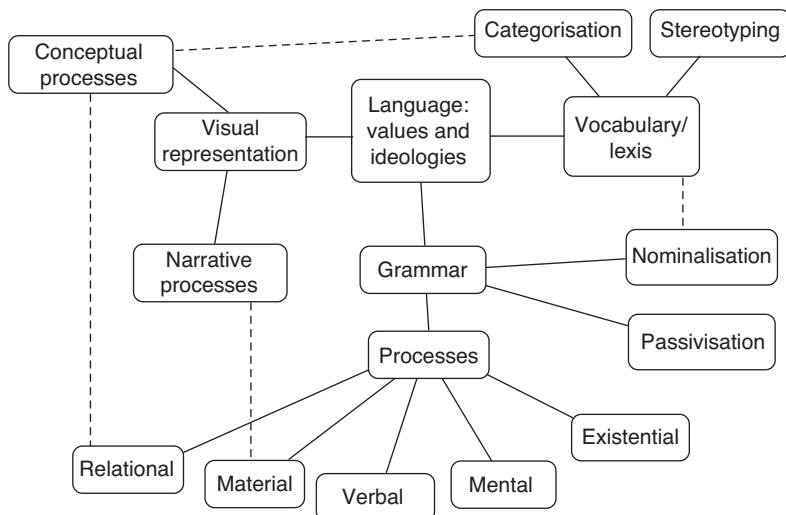 Categorisation
Stereotyping
Conceptual
processes
Language:
values and
ideologies
Visual
representation
Vocabulary/
lexis
Narrative
processes
Grammar
Nominalisation
Passivisation
Processes
Existential
Relational
Material
Verbal
Mental